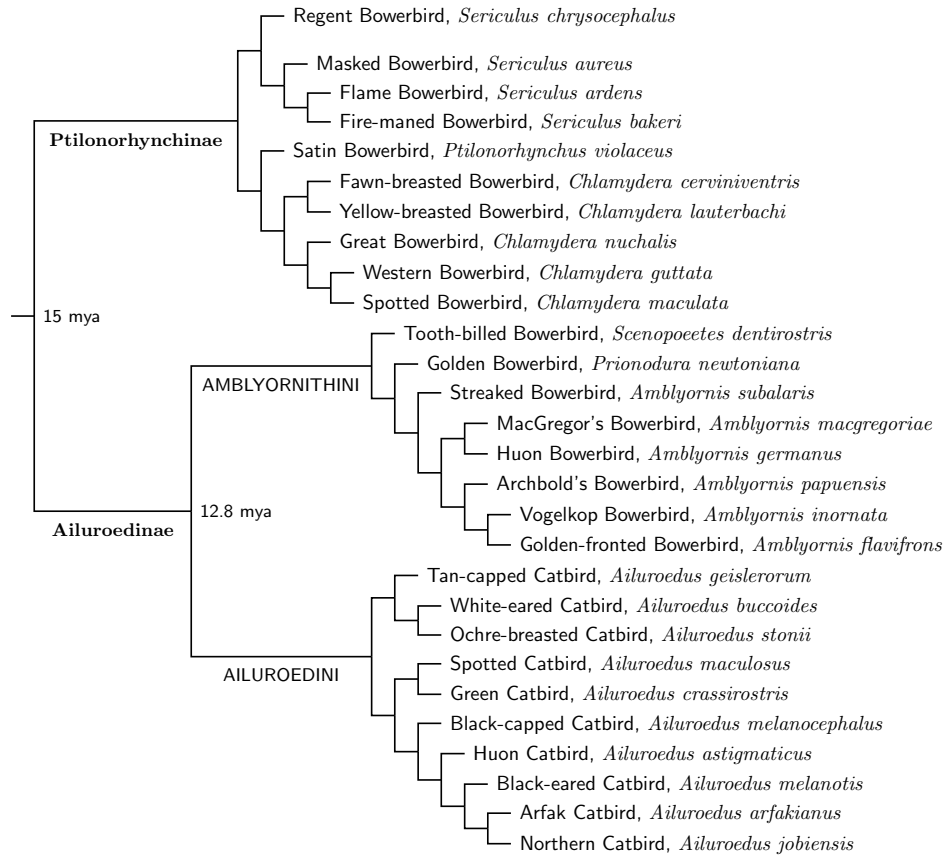 Regent Bowerbird, Sericulus chrysocephalus
Masked Bowerbird, Sericulus aureus
Flame Bowerbird, Sericulus ardens
Fire-maned Bowerbird, Sericulus bakeri
Ptilonorhynchinae
Satin Bowerbird, Ptilonorhynchus violaceus
Fawn-breasted Bowerbird, Chlamydera cerviniventris
Yellow-breasted Bowerbird, Chlamydera lauterbachi
Great Bowerbird, Chlamydera nuchalis
Western Bowerbird, Chlamydera guttata
Spotted Bowerbird, Chlamydera maculata
15 mya
Tooth-billed Bowerbird, Scenopoeetes dentirostris
Golden Bowerbird, Prionodura newtoniana
AMBLYORNITHINI
Streaked Bowerbird, Amblyornis subalaris
MacGregor's Bowerbird, Amblyornis macgregoriae
Huon Bowerbird, Amblyornis germanus
Archbold's Bowerbird, Amblyornis papuensis
12.8 mya
Vogelkop Bowerbird, Amblyornis inornata
Ailuroedinae
Golden-fronted Bowerbird, Amblyornis flavifrons
Tan-capped Catbird, Ailuroedus geislerorum
White-eared Catbird, Ailuroedus buccoides
Ochre-breasted Catbird, Ailuroedus stonii
Spotted Catbird, Ailuroedus maculosus
AILUROEDINI
Green Catbird, Ailuroedus crassirostris
Black-capped Catbird, Ailuroedus melanocephalus
Huon Catbird, Ailuroedus astigmaticus
Black-eared Catbird, Ailuroedus melanotis
Arfak Catbird, Ailuroedus arfakianus
Northern Catbird, Ailuroedus jobiensis